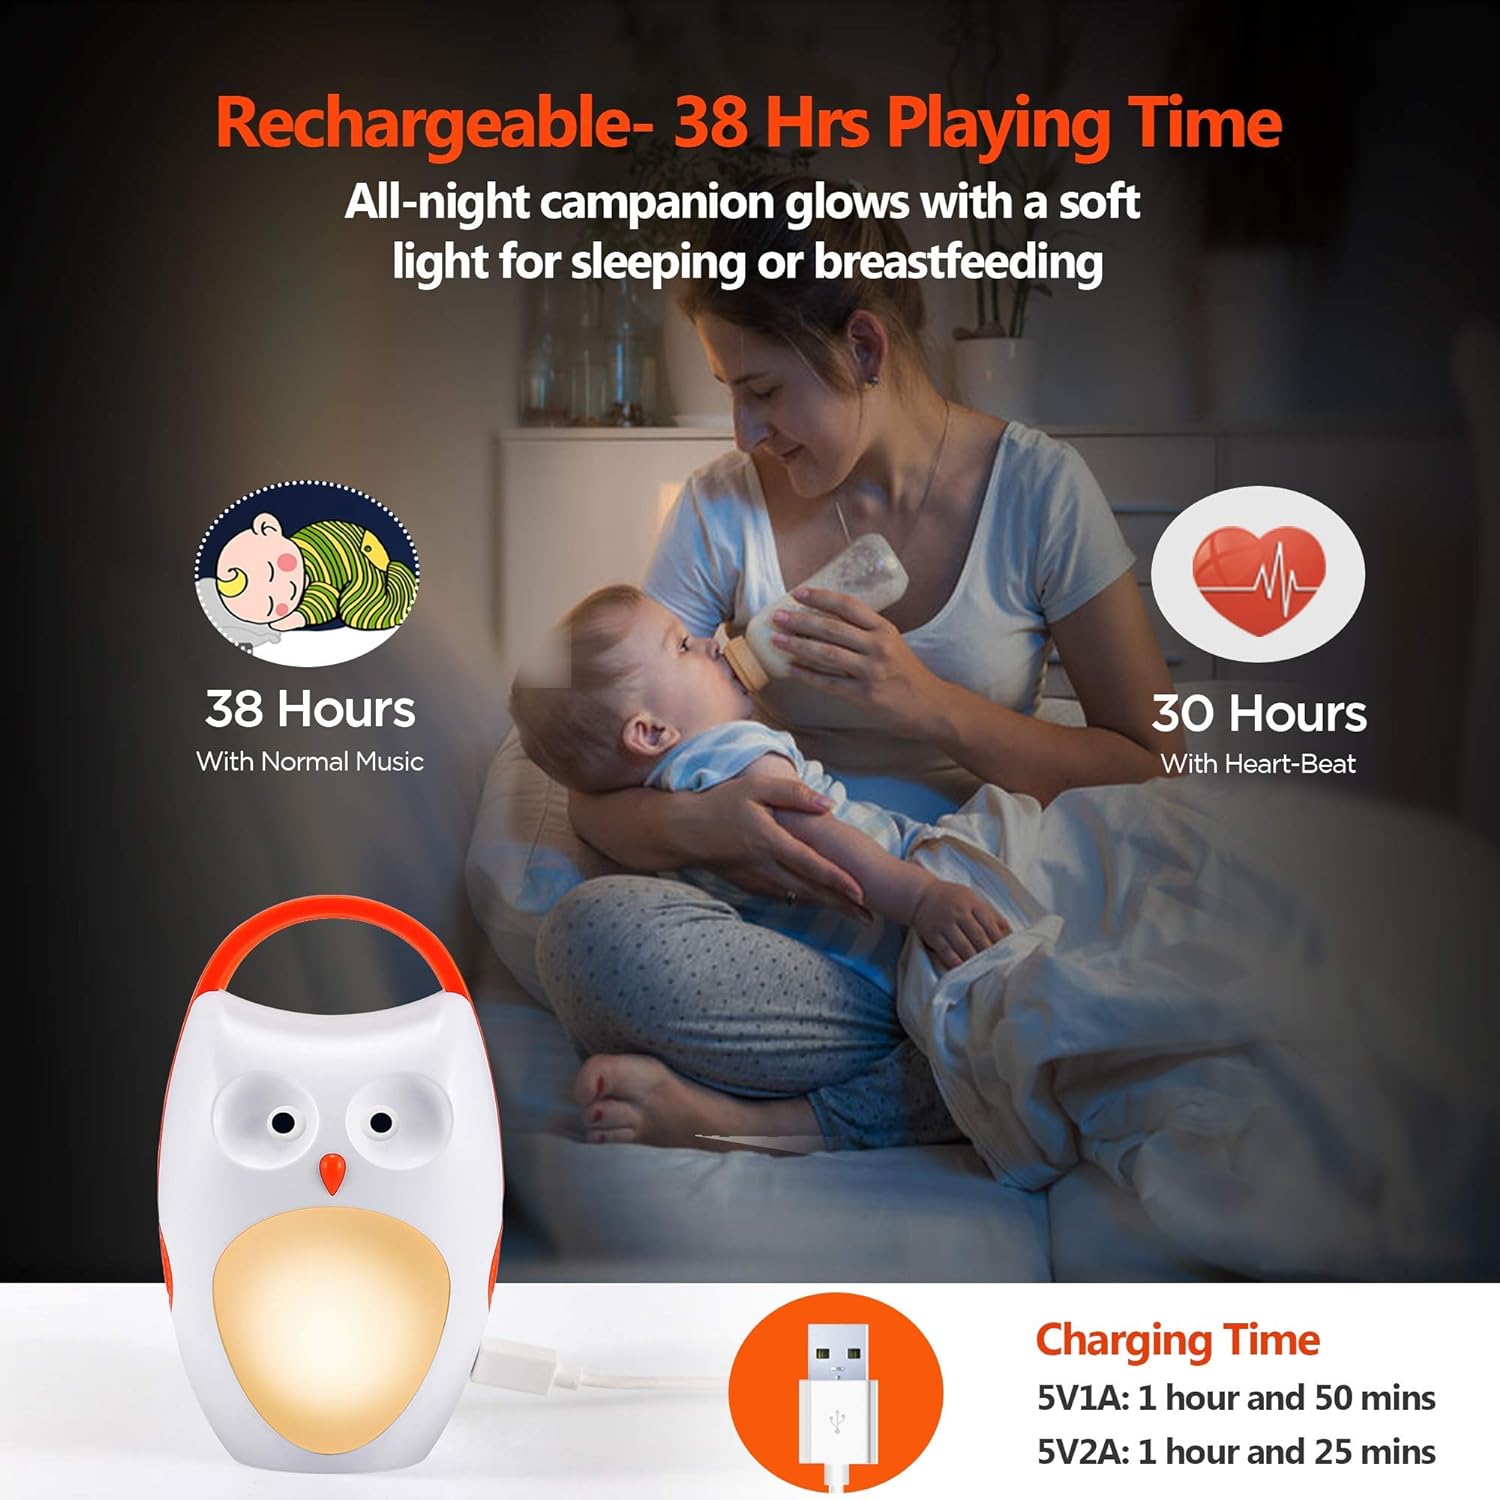 Rechargeable- 38 Hrs Playing Time
All-night campanion glows with a soft
light for sleeping or breastfeeding
38 Hours
With Normal Music
30 Hours
With Heart-Beat
Charging Time
5V1A: 1 hour and 50 mins
5V2A: 1 hour and 25 mins